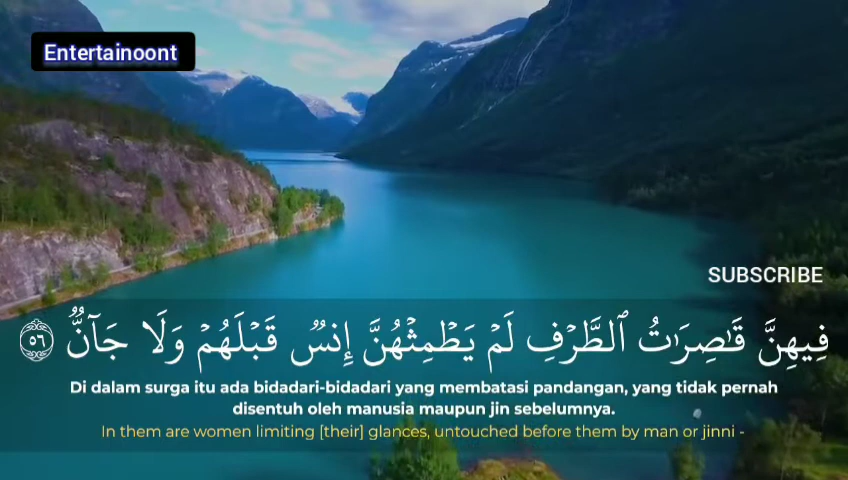 Entertainoont
SUBSCRIBE
فِيهِنَّ قَٰصِرَٰتُ ٱلطَّرْفِ لَمْ يَطْمِثْهُنَّ إِنسٌ قَبْلَهُمْ وَلَا جَآنٌّ ٥٦
Di dalam surga itu ada bidadari-bidadari yang membatasi pandangan, yang tidak pernah
disentuh oleh manusia maupun jin sebelumnya.
In them are women limiting [their] glances, untouched before them by man or jinni -